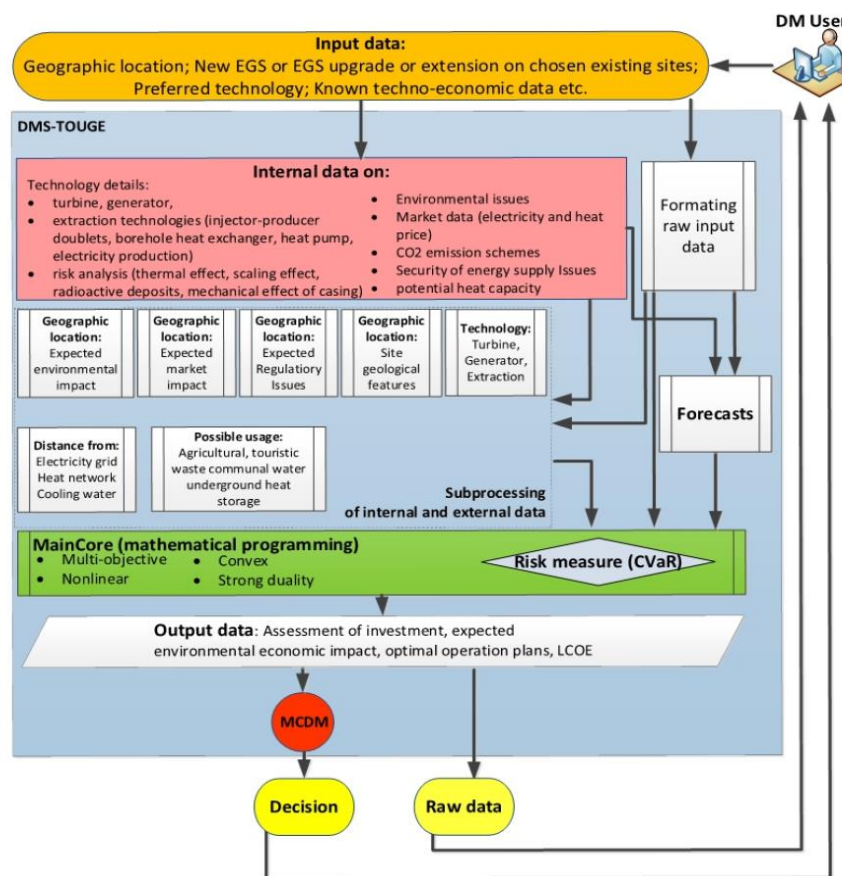 DM User
Input data:
Geographic location; New EGS or EGS upgrade or extension on chosen existing sites;
Preferred technology; Known techno-economic data etc.
DMS-TOUGE
Internal data on:
Technology details:
• turbine, generator,
• extraction technologies (injector-producer
doublets, borehole heat exchanger, heat pump,
electricity production)
• risk analysis (thermal effect, scaling effect,
radioactive deposits, mechanical effect of casing)
• Environmental issues
• Market data (electricity and heat
price)
• CO2 emission schemes
• Security of energy supply Issues
• potential heat capacity
Formating
raw input
data
Geographic
location:
Expected
environmental
impact
Geographic
location:
Expected
market
impact
Geographic
location:
Expected
Regulatiory
Issues
Geographic
location:
Site
geological
features
Technology:
Turbine,
Generator,
Extraction
Forecasts
Distance from:
Electricity grid
Heat network
Cooling water
Possible usage:
Agricultural, touristic
waste communal water
underground heat
storage
Subprocessing
of internal and external data
MainCore (mathematical programming)
• Multi-objective
• Nonlinear
• Convex
• Strong duality
Risk measure (CVaR)
Output data: Assessment of investment, expected
environmental economic impact, optimal operation plans, LCOE
MCDM
Decision
Raw data